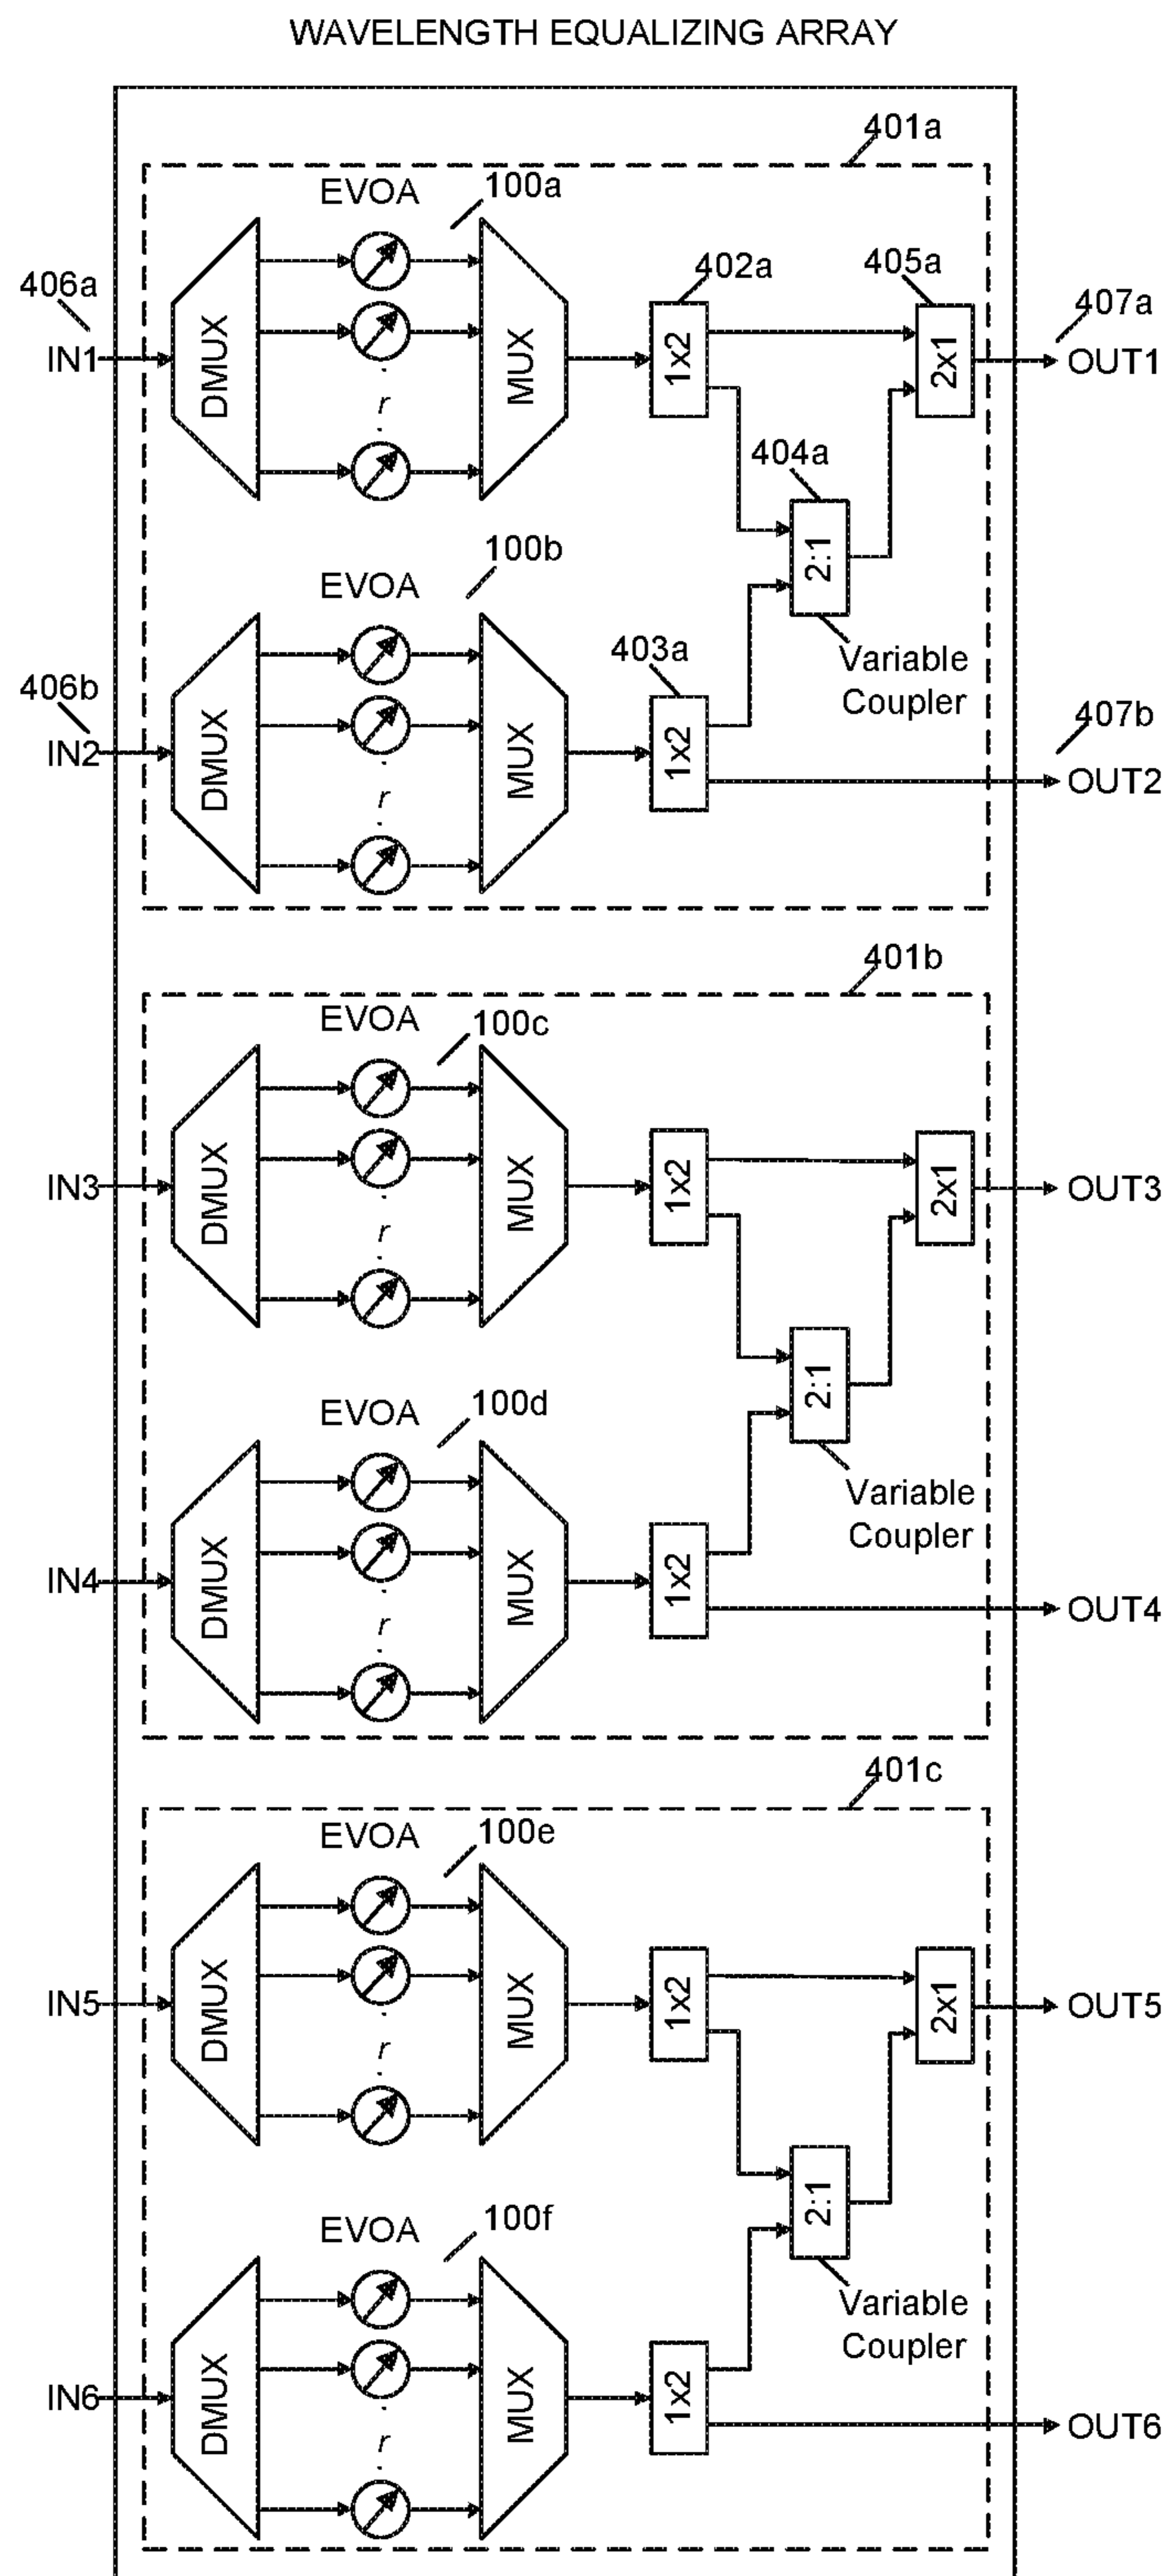 WAVELENGTH EQUALIZING ARRAY
401a
EVOA
100a
406a
402a
405a
407a
IN1
DMUX
r
MUX
1x2
2x1
OUT1
404a
2:1
EVOA
100b
403a
Variable
Coupler
406b
407b
IN2
DMUX
r
MUX
1x2
OUT2
401b
EVOA
100c
IN3
DMUX
r
MUX
1x2
2x1
OUT3
2:1
EVOA
100d
Variable
Coupler
IN4
DMUX
r
MUX
1x2
OUT4
401c
EVOA
100e
IN5
DMUX
r
MUX
1x2
2x1
OUT5
2:1
EVOA
100f
Variable
Coupler
IN6
DMUX
r
MUX
1x2
OUT6